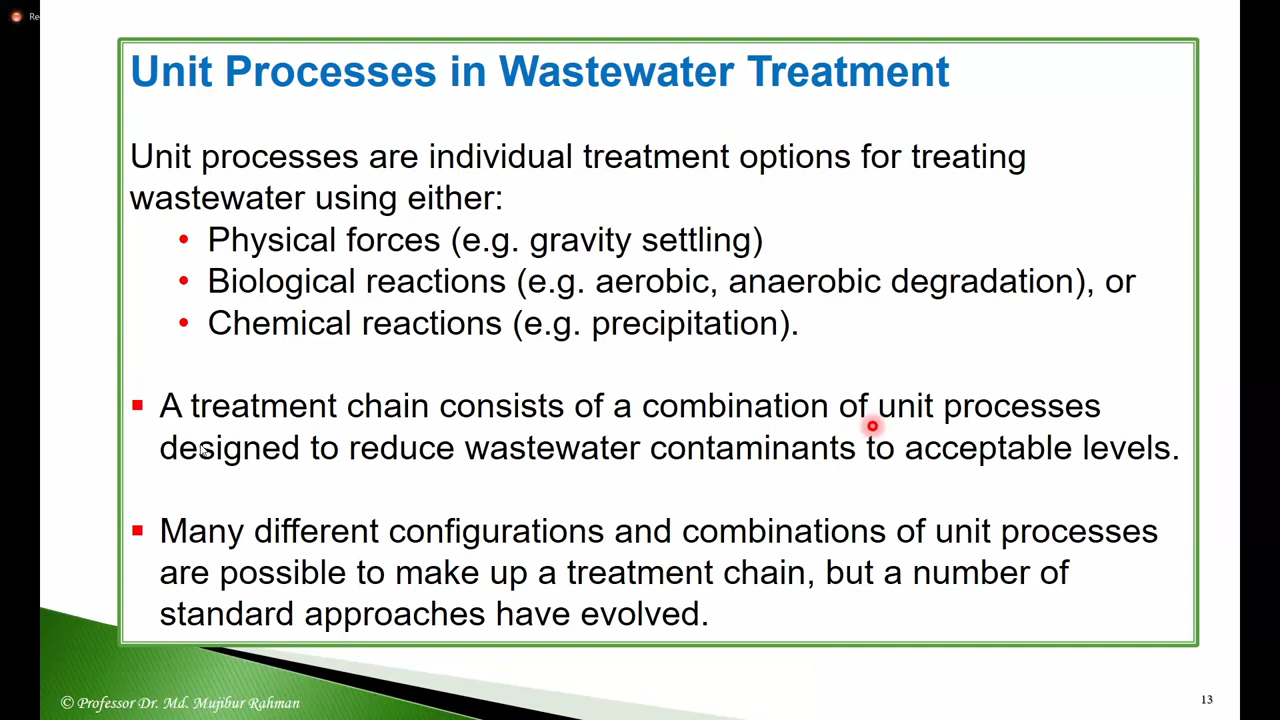 Re
Unit Processes in Wastewater Treatment
Unit processes are individual treatment options for treating
wastewater using either:
• Physical forces (e.g. gravity settling)
• Biological reactions (e.g. aerobic, anaerobic degradation), or
• Chemical reactions (e.g. precipitation).
▪ A treatment chain consists of a combination of unit processes
designed to reduce wastewater contaminants to acceptable levels.
▪ Many different configurations and combinations of unit processes
are possible to make up a treatment chain, but a number of
standard approaches have evolved.
© Professor Dr. Md. Mujibur Rahman
13